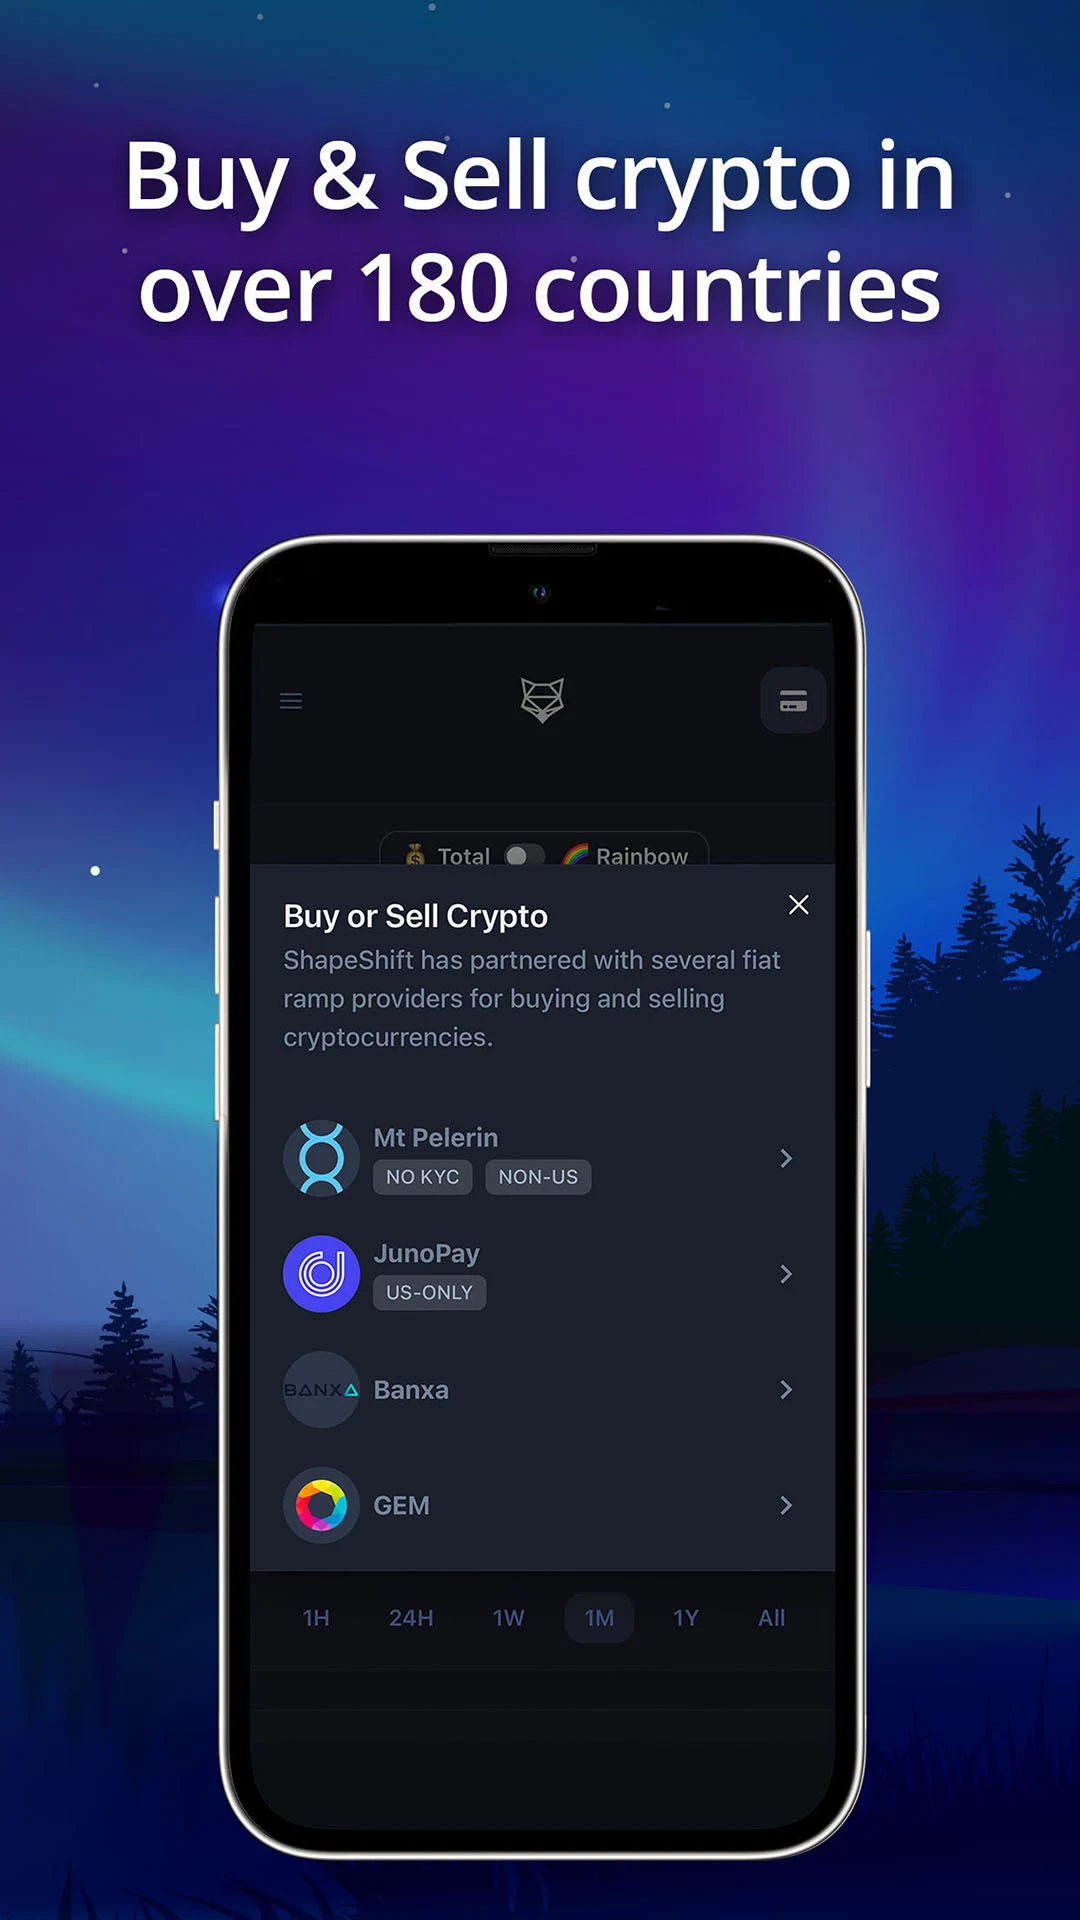 Buy & Sell crypto in
over 180 countries
Total Rainbow
Buy or Sell Crypto
ShapeShift has partnered with several fiat
ramp providers for buying and selling
cryptocurrencies.
Mt Pelerin
NO KYC NON-US
JunoPay
US-ONLY
BANXA Banxa
GEM
1H 24H 1W 1M 1Y All